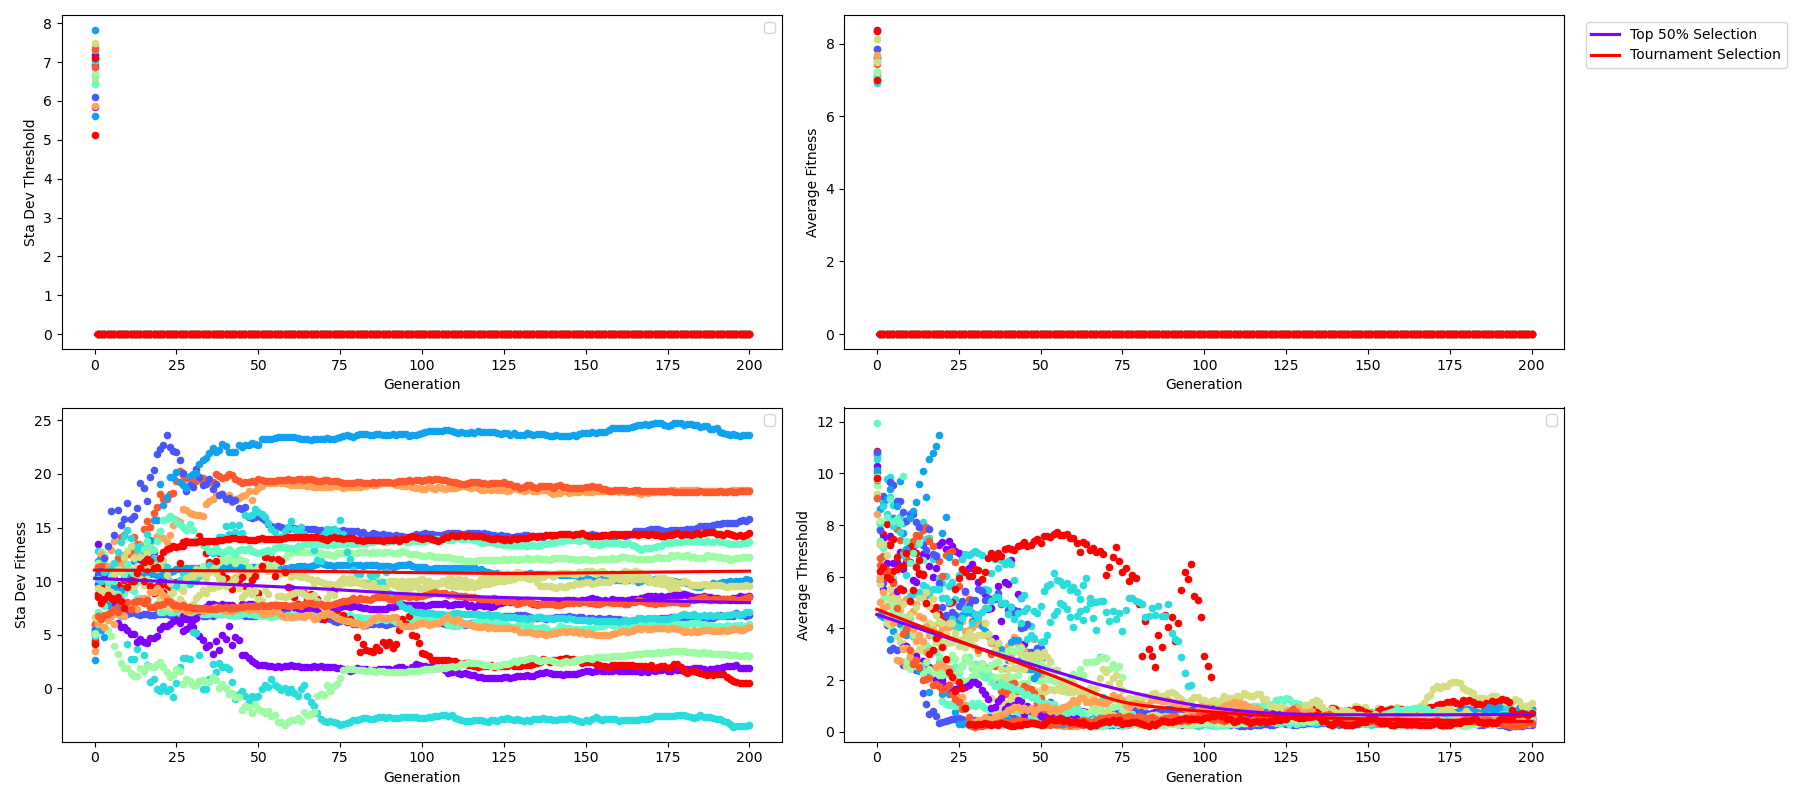 8
7
6
5
4
3
2
1
0
Sta Dev Threshold
0 25 50 75 100 125 150 175 200
Generation
8
6
4
2
0
Average Fitness
0 25 50 75 100 125 150 175 200
Generation
Top 50% Selection
Tournament Selection
25
20
15
10
5
0
Sta Dev Fitness
0 25 50 75 100 125 150 175 200
Generation
12
10
8
6
4
2
0
Average Threshold
0 25 50 75 100 125 150 175 200
Generation